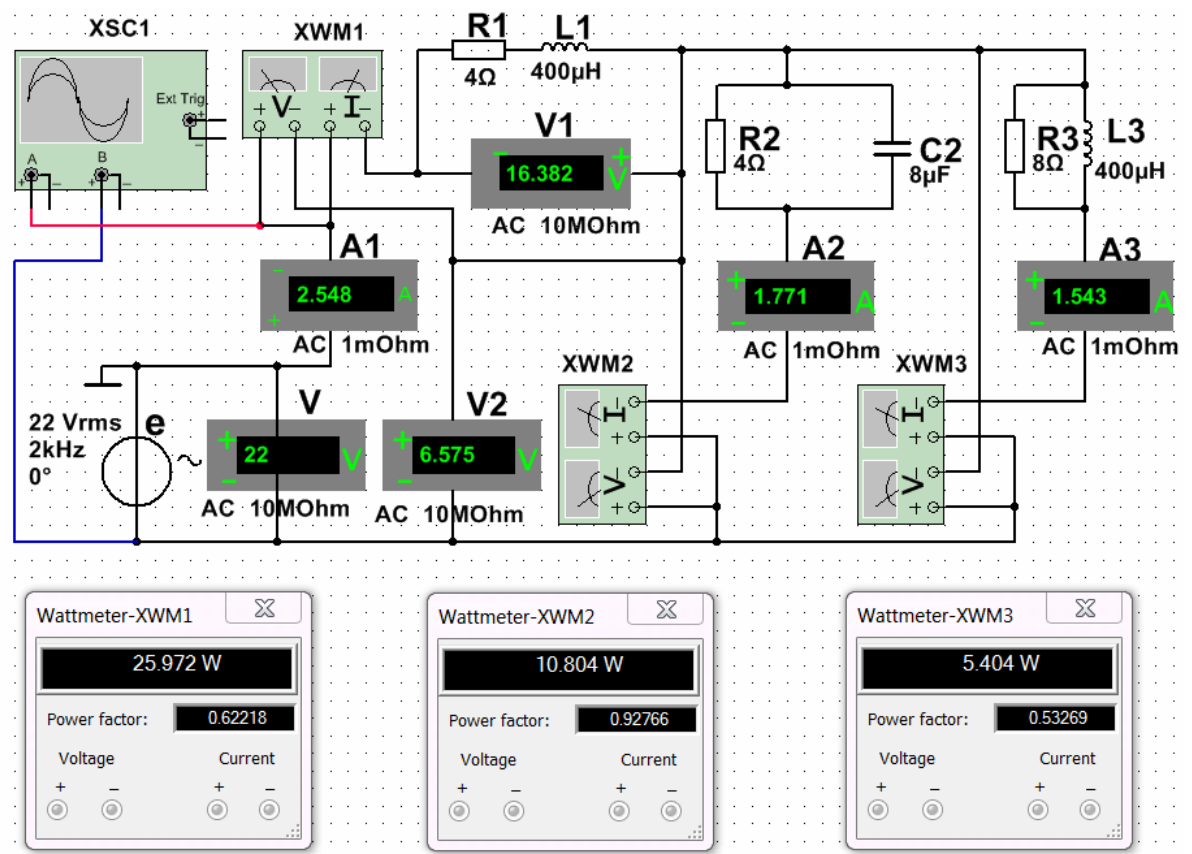 XSC1
XWM1
R1 L1
4Ω 400µH
Ext Trig
+
−
V I
+ − + −
A B
+ − + −
V1
− +
16.382 V
AC 10MOhm
R2
4Ω
C2
8µF
R3
8Ω
L3
400µH
A1
−
2.548 A
+
AC 1mOhm
A2
+
1.771 A
−
AC 1mOhm
A3
+
1.543 A
−
AC 1mOhm
XWM2
I
−
+
V
−
+
XWM3
I
−
+
V
−
+
22 Vrms
2kHz
0°
e
V
+
22 V
−
AC 10MOhm
V2
+
6.575 V
−
AC 10MOhm
Wattmeter-XWM1 X
25.972 W
Power factor: 0.62218
Voltage Current
+ − + −
Wattmeter-XWM2 X
10.804 W
Power factor: 0.92766
Voltage Current
+ − + −
Wattmeter-XWM3 X
5.404 W
Power factor: 0.53269
Voltage Current
+ − + −